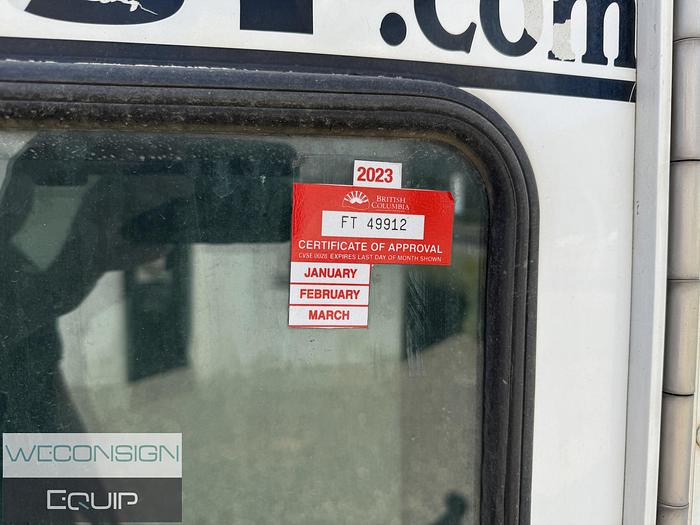 .com
2023
BRITISH
COLUMBIA
FT 49912
CERTIFICATE OF APPROVAL
CVSE 0026 EXPIRES LAST DAY OF MONTH SHOWN
JANUARY
FEBRUARY
MARCH
WECONSIGN
EQUIP